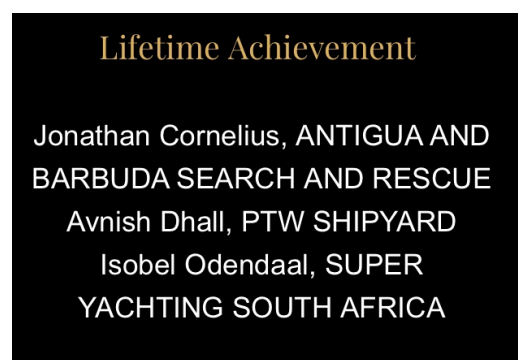 Lifetime Achievement
Jonathan Cornelius, ANTIGUA AND
BARBUDA SEARCH AND RESCUE
Avnish Dhall, PTW SHIPYARD
Isobel Odendaal, SUPER
YACHTING SOUTH AFRICA